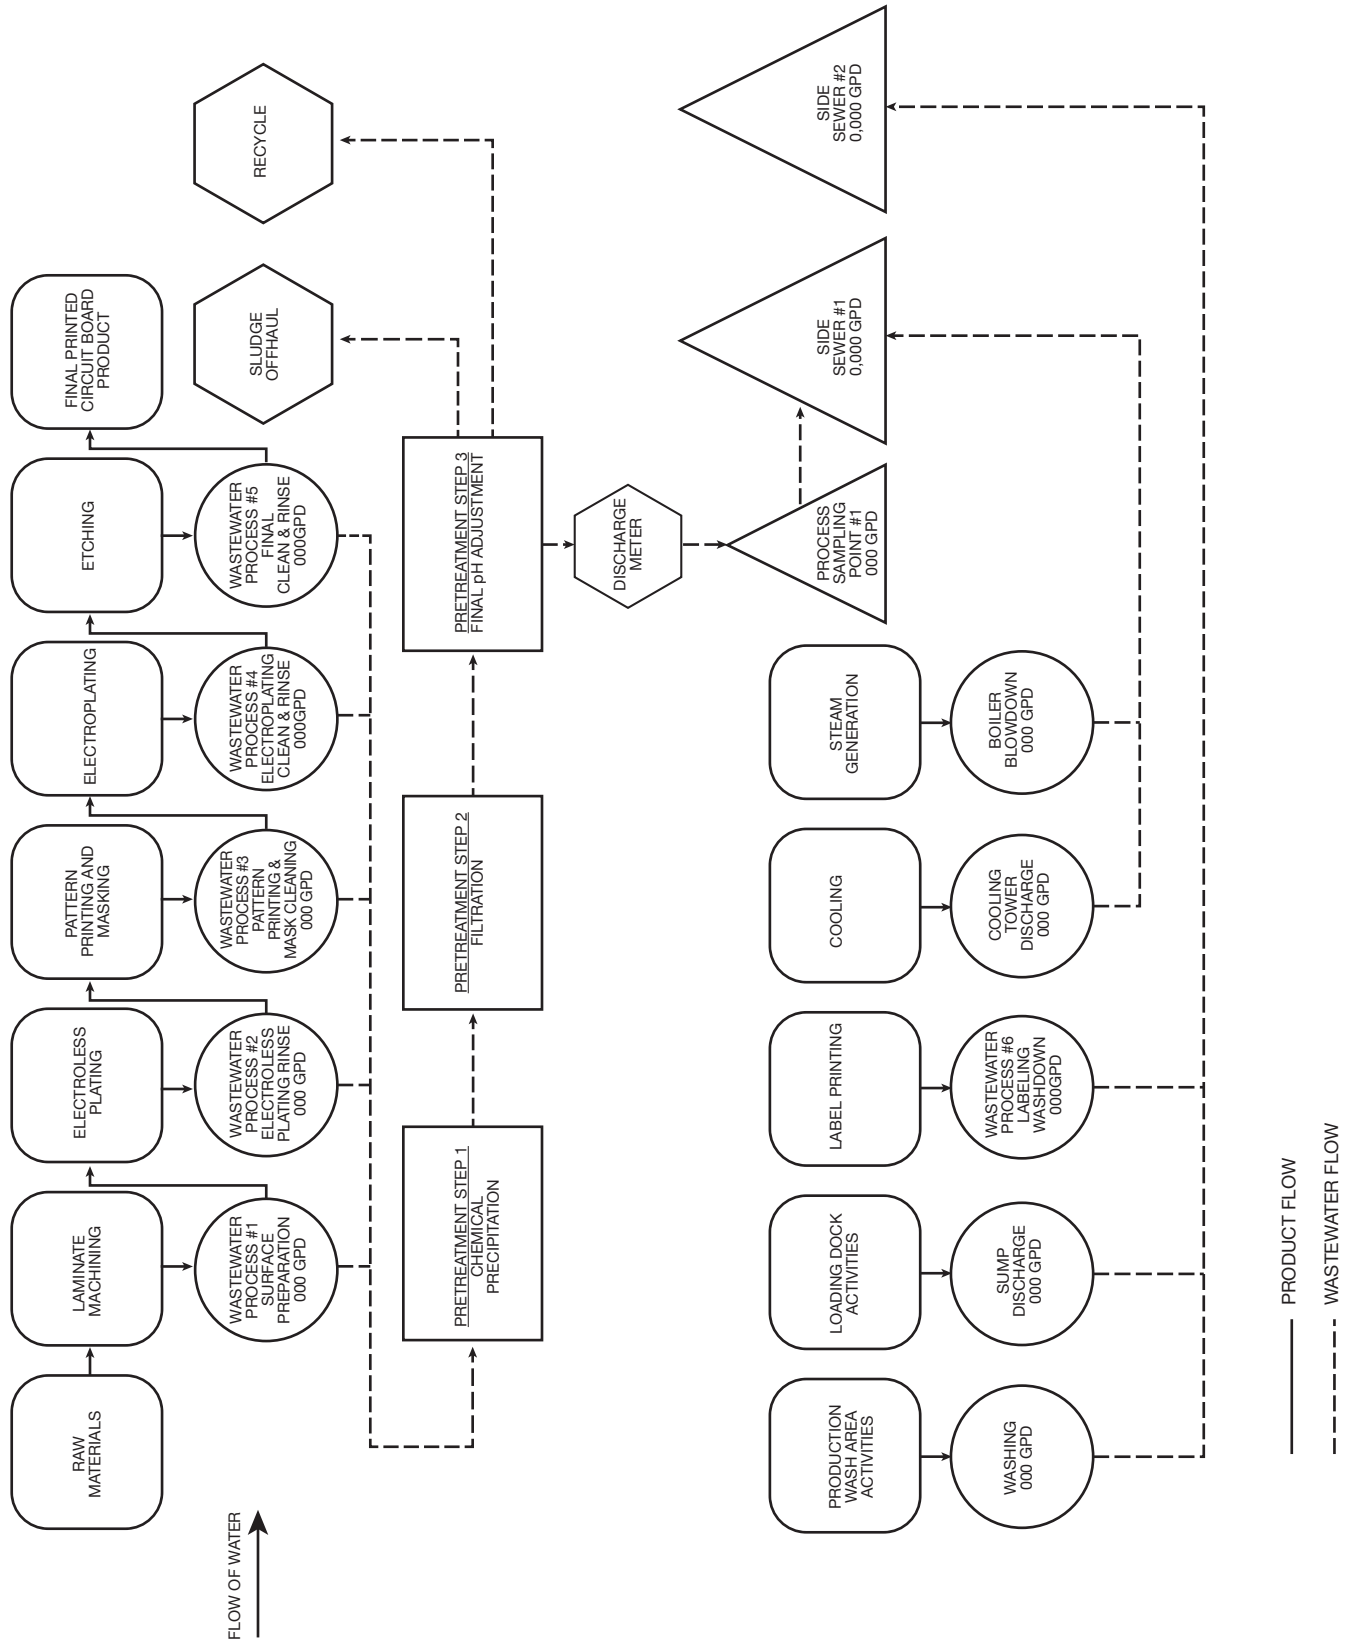 RAW
MATERIALS
LAMINATE
MACHINING
ELECTROLESS
PLATING
PATTERN
PRINTING AND
MASKING
ELECTROPLATING
ETCHING
FINAL PRINTED
CIRCUIT BOARD
PRODUCT
FLOW OF WATER
WASTEWATER
PROCESS #1
SURFACE
PREPARATION
000 GPD
WASTEWATER
PROCESS #2
ELECTROLESS
PLATING RINSE
000 GPD
WASTEWATER
PROCESS #3
PATTERN
PRINTING &
MASK CLEANING
000 GPD
WASTEWATER
PROCESS #4
ELECTROPLATING
CLEAN & RINSE
000GPD
WASTEWATER
PROCESS #5
FINAL
CLEAN & RINSE
000GPD
SLUDGE
OFFHAUL
RECYCLE
PRETREATMENT STEP 1
CHEMICAL
PRECIPITATION
PRETREATMENT STEP 2
FILTRATION
PRETREATMENT STEP 3
FINAL pH ADJUSTMENT
DISCHARGE
METER
PROCESS
SAMPLING
POINT #1
000 GPD
SIDE
SEWER #1
0,000 GPD
SIDE
SEWER #2
0,000 GPD
PRODUCTION
WASH AREA
ACTIVITIES
LOADING DOCK
ACTIVITIES
LABEL PRINTING
COOLING
STEAM
GENERATION
WASHING
000 GPD
SUMP
DISCHARGE
000 GPD
WASTEWATER
PROCESS #6
LABELING
WASHDOWN
000GPD
COOLING
TOWER
DISCHARGE
000 GPD
BOILER
BLOWDOWN
000 GPD
PRODUCT FLOW
WASTEWATER FLOW